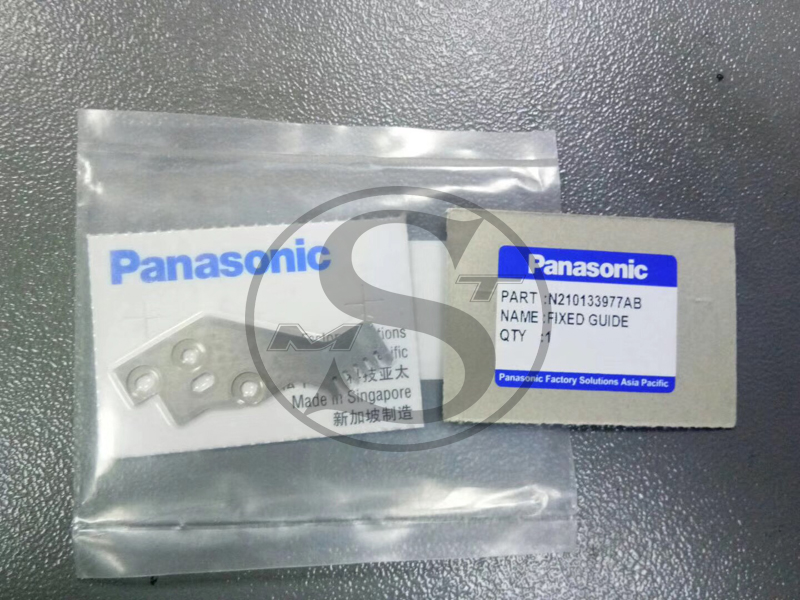 Panasonic
Made in Singapore
新加坡制造
Panasonic
PART :N210133977AB
NAME :FIXED GUIDE
QTY :1
Panasonic Factory Solutions Asia Pacific
SMT